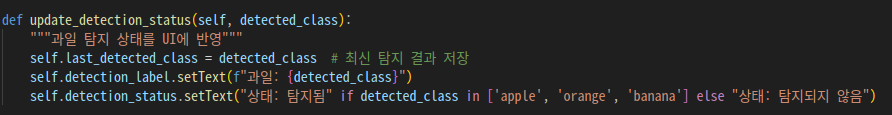 def update_detection_status(self, detected_class):
    """과일 탐지 상태를 UI에 반영"""
    self.last_detected_class = detected_class  # 최신 탐지 결과 저장
    self.detection_label.setText(f"과일: {detected_class}")
    self.detection_status.setText("상태: 탐지됨" if detected_class in ['apple', 'orange', 'banana'] else "상태: 탐지되지 않음")